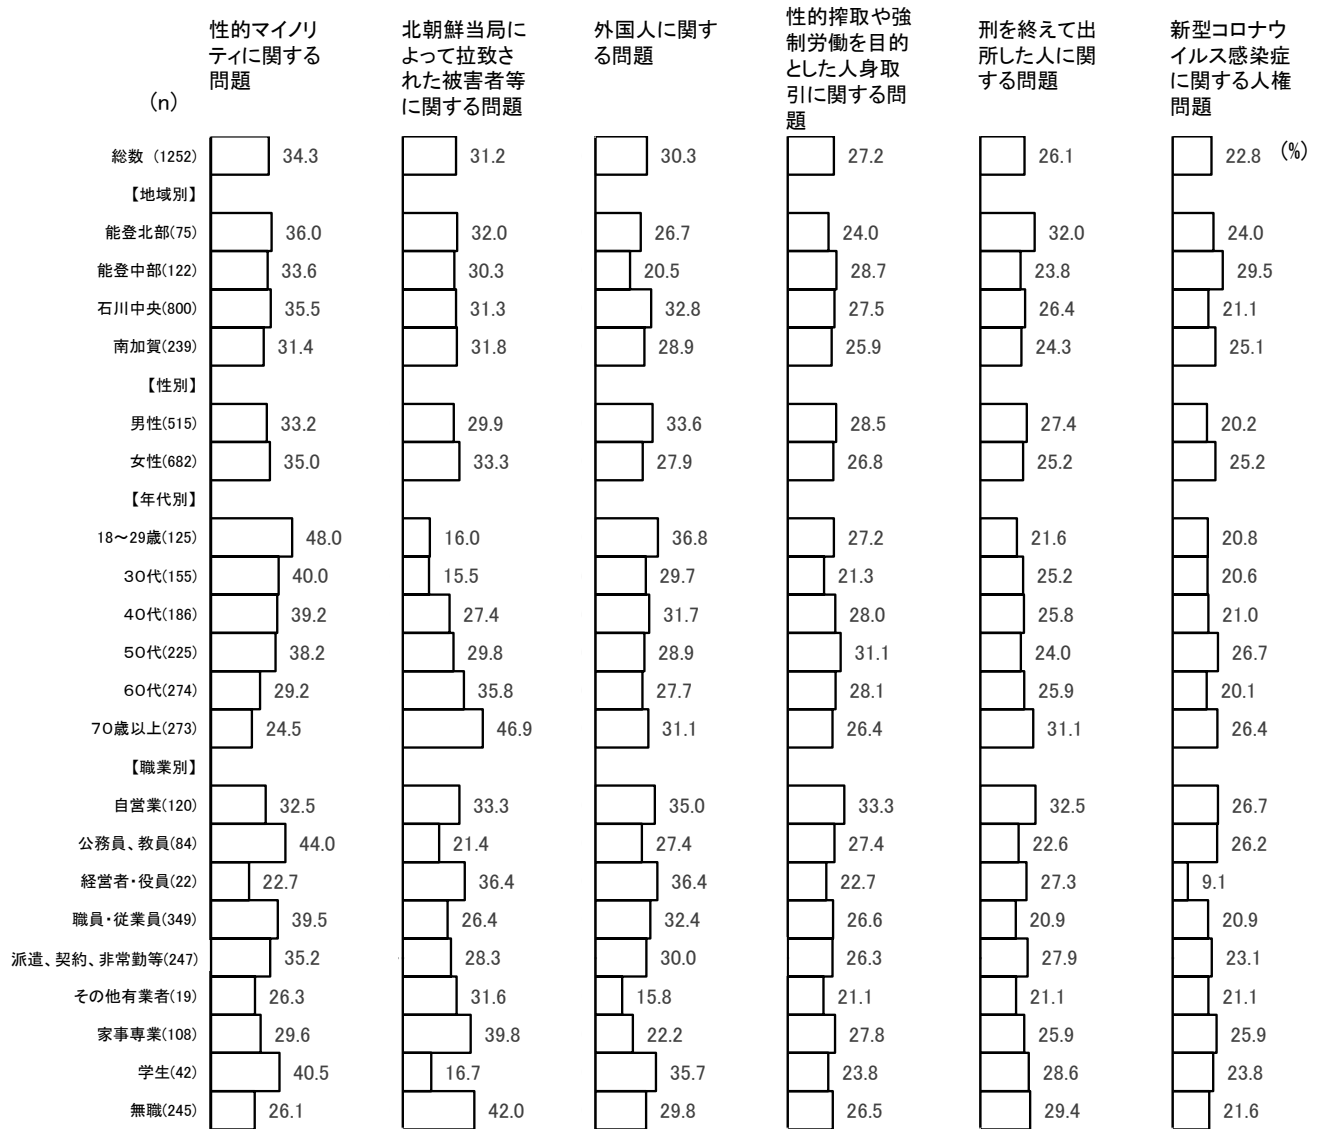 性的マイノリ
ティに関する
問題
北朝鮮当局に
よって拉致さ
れた被害者等
に関する問題
外国人に関す
る問題
性的搾取や強
制労働を目的
とした人身取
引に関する問
題
刑を終えて出
所した人に関
する問題
新型コロナウ
イルス感染症
に関する人権
問題
(n)
(%)
総数 (1252) 34.3 31.2 30.3 27.2 26.1 22.8
【地域別】
能登北部(75) 36.0 32.0 26.7 24.0 32.0 24.0
能登中部(122) 33.6 30.3 20.5 28.7 23.8 29.5
石川中央(800) 35.5 31.3 32.8 27.5 26.4 21.1
南加賀(239) 31.4 31.8 28.9 25.9 24.3 25.1
【性別】
男性(515) 33.2 29.9 33.6 28.5 27.4 20.2
女性(682) 35.0 33.3 27.9 26.8 25.2 25.2
【年代別】
18～29歳(125) 48.0 16.0 36.8 27.2 21.6 20.8
30代(155) 40.0 15.5 29.7 21.3 25.2 20.6
40代(186) 39.2 27.4 31.7 28.0 25.8 21.0
50代(225) 38.2 29.8 28.9 31.1 24.0 26.7
60代(274) 29.2 35.8 27.7 28.1 25.9 20.1
70歳以上(273) 24.5 46.9 31.1 26.4 31.1 26.4
【職業別】
自営業(120) 32.5 33.3 35.0 33.3 32.5 26.7
公務員、教員(84) 44.0 21.4 27.4 27.4 22.6 26.2
経営者・役員(22) 22.7 36.4 36.4 22.7 27.3 9.1
職員・従業員(349) 39.5 26.4 32.4 26.6 20.9 20.9
派遣、契約、非常勤等(247) 35.2 28.3 30.0 26.3 27.9 23.1
その他有業者(19) 26.3 31.6 15.8 21.1 21.1 21.1
家事専業(108) 29.6 39.8 22.2 27.8 25.9 25.9
学生(42) 40.5 16.7 35.7 23.8 28.6 23.8
無職(245) 26.1 42.0 29.8 26.5 29.4 21.6